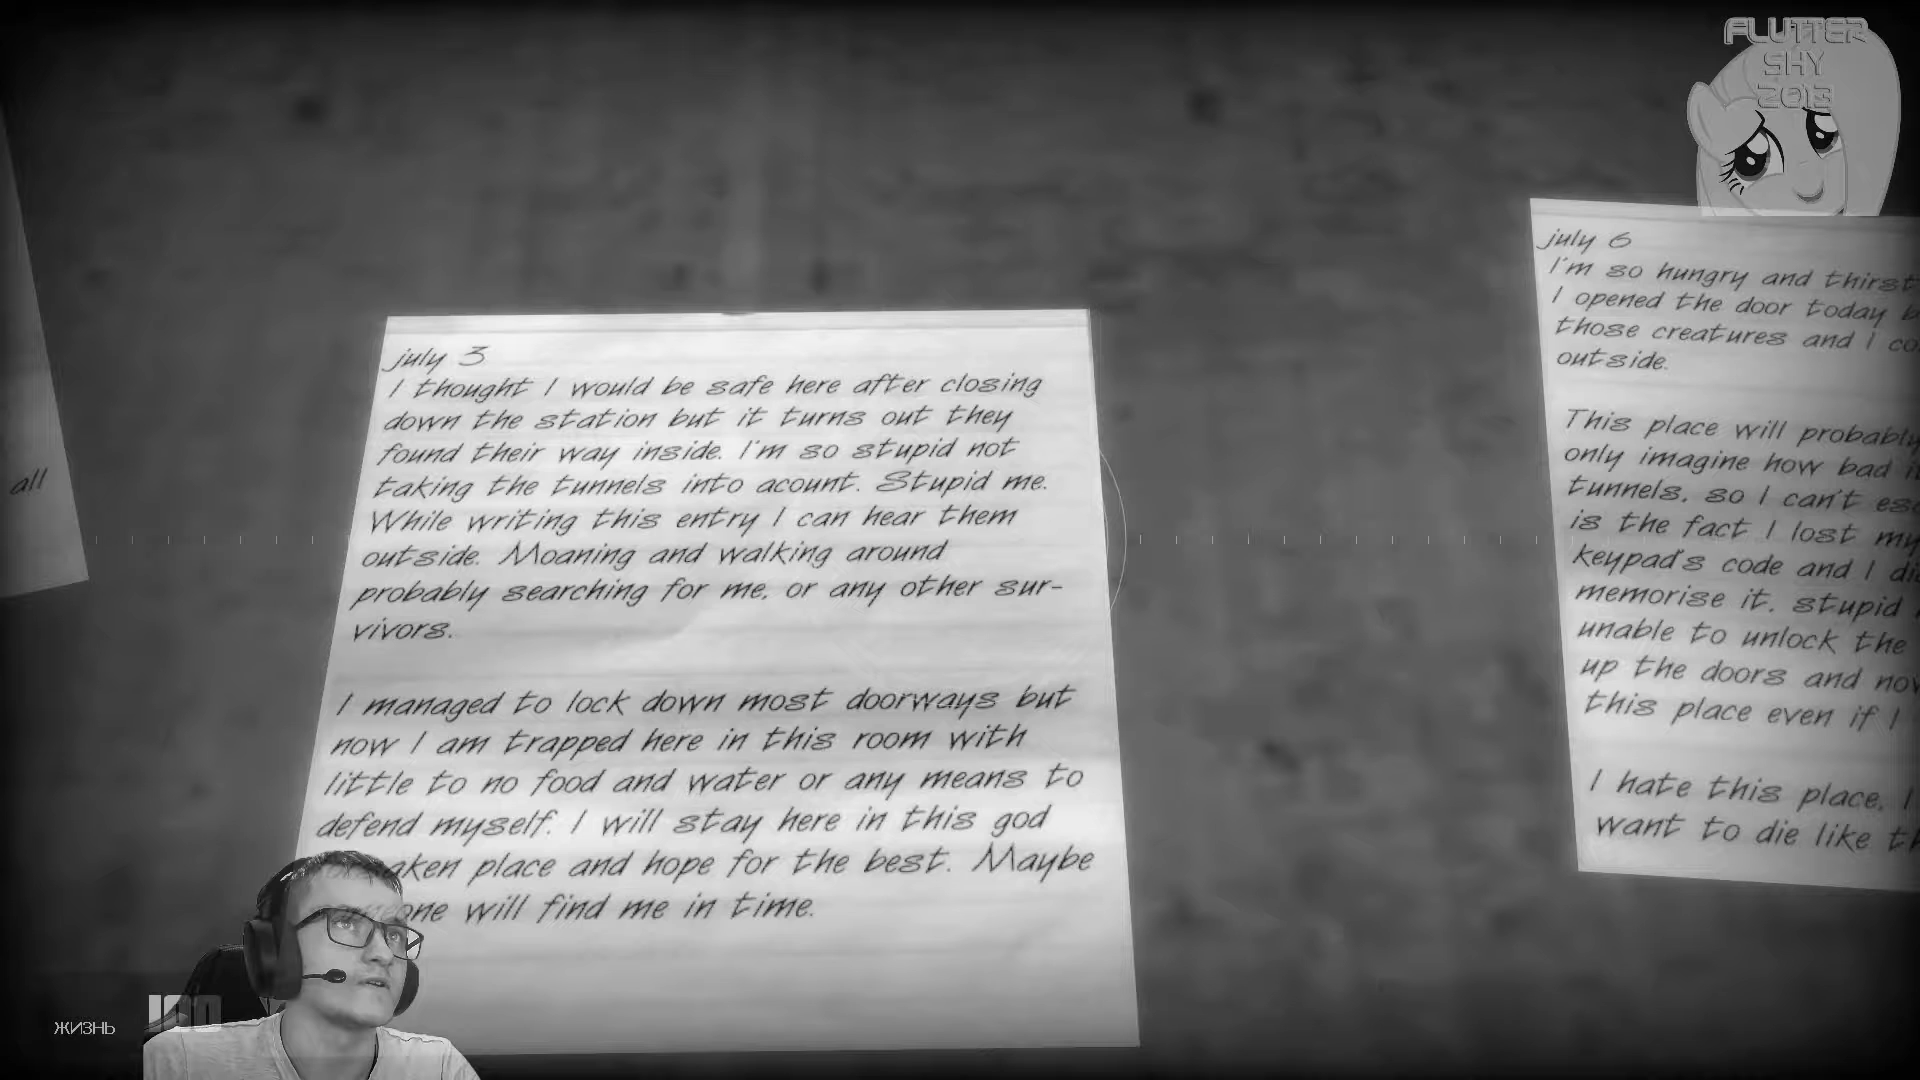 FLUTTER
SHY
2013
all
july 3
I thought I would be safe here after closing
down the station but it turns out they
found their way inside. I'm so stupid not
taking the tunnels into acount. Stupid me.
While writing this entry I can hear them
outside. Moaning and walking around
probably searching for me, or any other sur-
vivors.
I managed to lock down most doorways but
now I am trapped here in this room with
little to no food and water or any means to
defend myself. I will stay here in this god
aken place and hope for the best. Maybe
one will find me in time.
july 6
I'm so hungry and thirst
I opened the door today
those creatures and I co
outside.
This place will probably
only imagine how bad
tunnels, so I can't es
is the fact I lost my
keypad's code and I di
memorise it, stupid
unable to unlock the
up the doors and no
this place even if I
I hate this place. I
want to die like th
ЖИЗНЬ
100